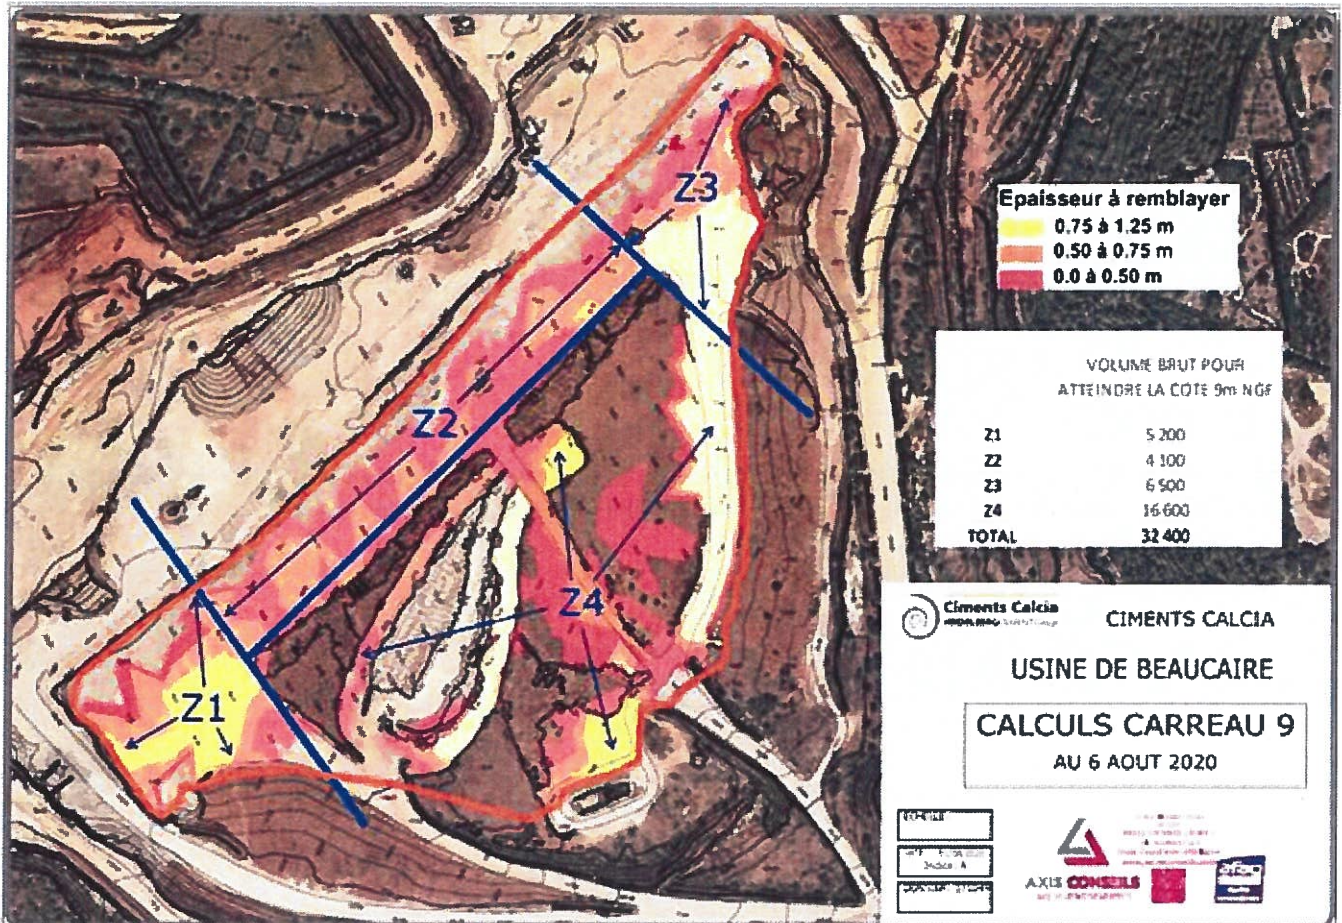 Z3
Z2
Z4
Z1
Epaisseur à remblayer
0.75 à 1.25 m
0.50 à 0.75 m
0.0 à 0.50 m
VOLUME BRUT POUR
ATTEINDRE LA COTE 9m NGF
Z1 5 200
Z2 4 100
Z3 6 500
Z4 16 600
TOTAL 32 400
Ciments Calcia
CIMENTS CALCIA
USINE DE BEAUCAIRE
CALCULS CARREAU 9
AU 6 AOUT 2020
AXIS CONSEILS